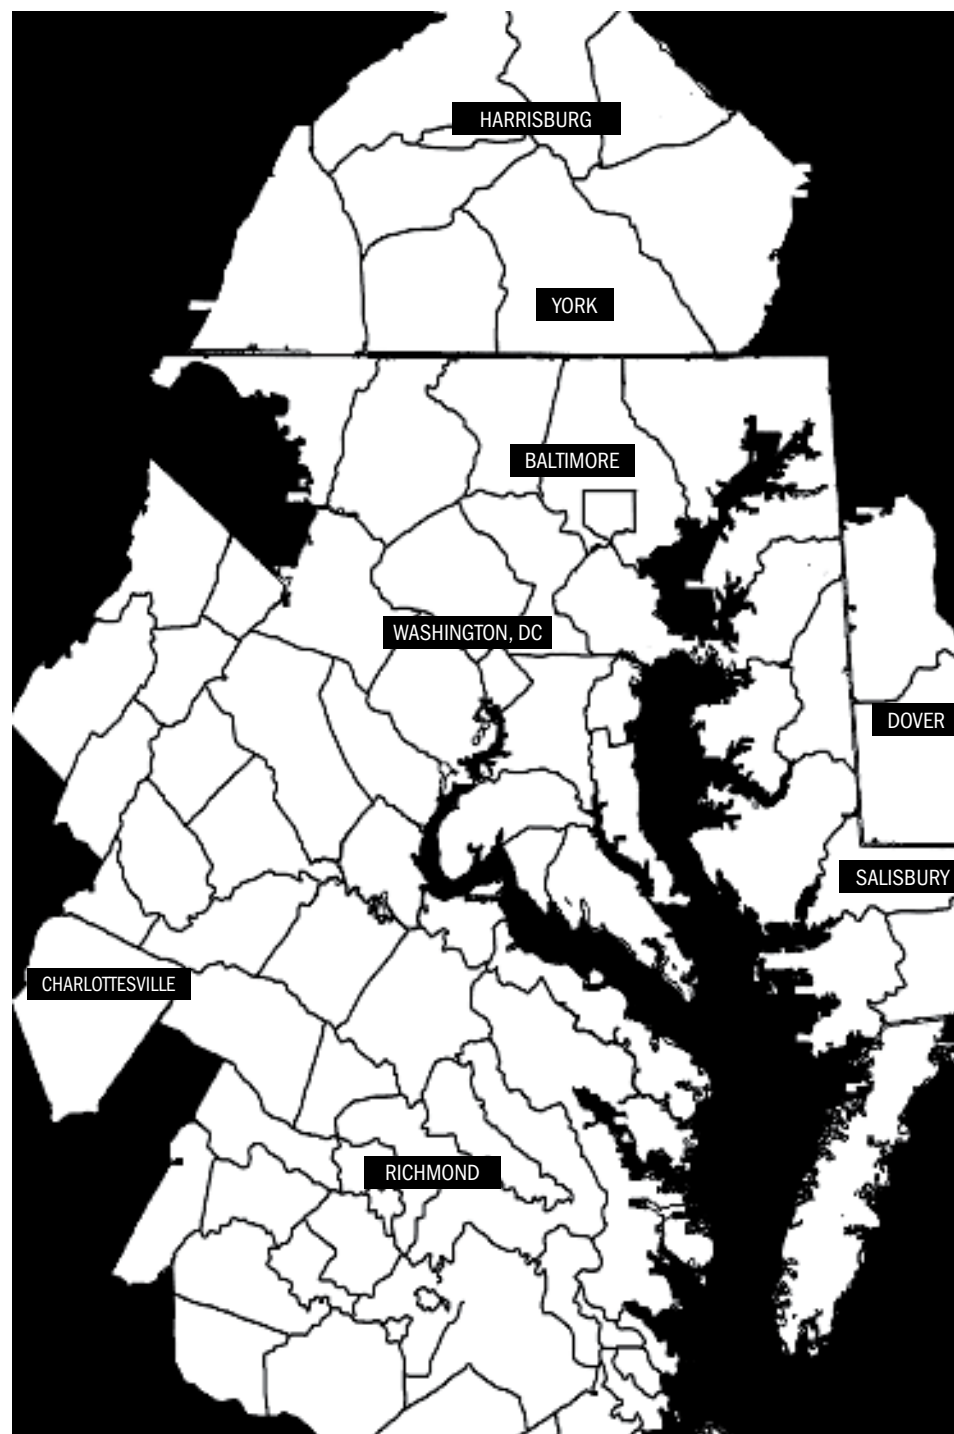 HARRISBURG
YORK
BALTIMORE
WASHINGTON, DC
DOVER
SALISBURY
CHARLOTTESVILLE
RICHMOND